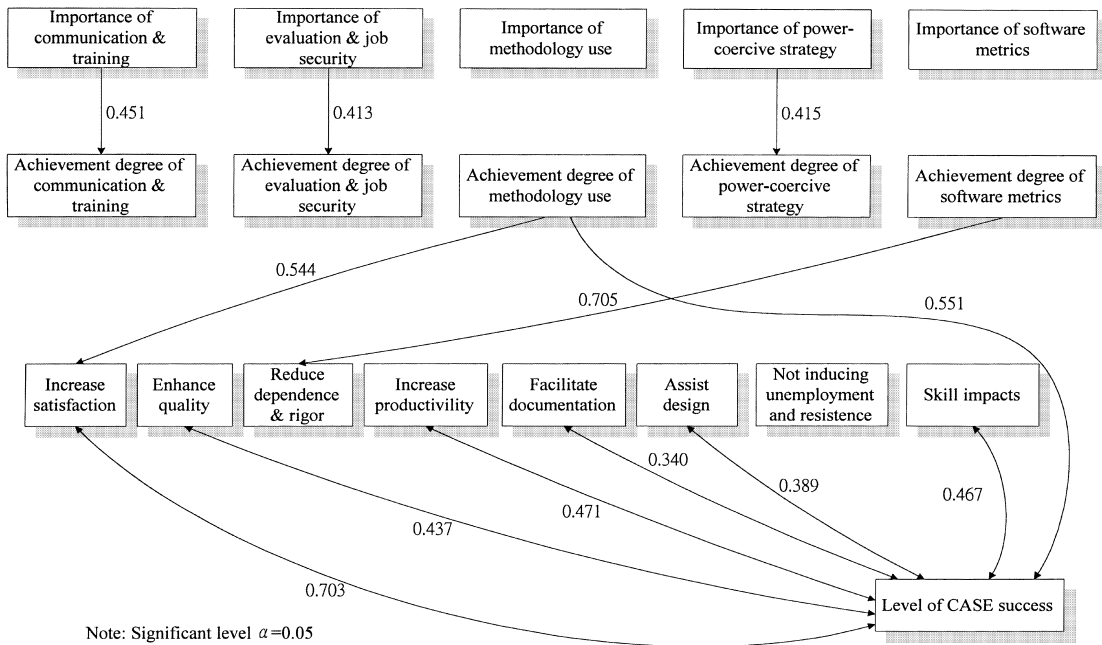 Importance of
communication &
training
Importance of
evaluation & job
security
Importance of
methodology use
Importance of power-
coercive strategy
Importance of software
metrics
0.451
0.413
0.415
Achievement degree of
communication &
training
Achievement degree of
evaluation & job
security
Achievement degree of
methodology use
Achievement degree of
power-coercive
strategy
Achievement degree of
software metrics
0.544
0.705
0.551
Increase
satisfaction
Enhance
quality
Reduce
dependence
& rigor
Increase
productivility
Facilitate
documentation
Assist
design
Not inducing
unemployment
and resistence
Skill impacts
0.340
0.389
0.467
0.471
0.437
0.703
Level of CASE success
Note: Significant level α=0.05